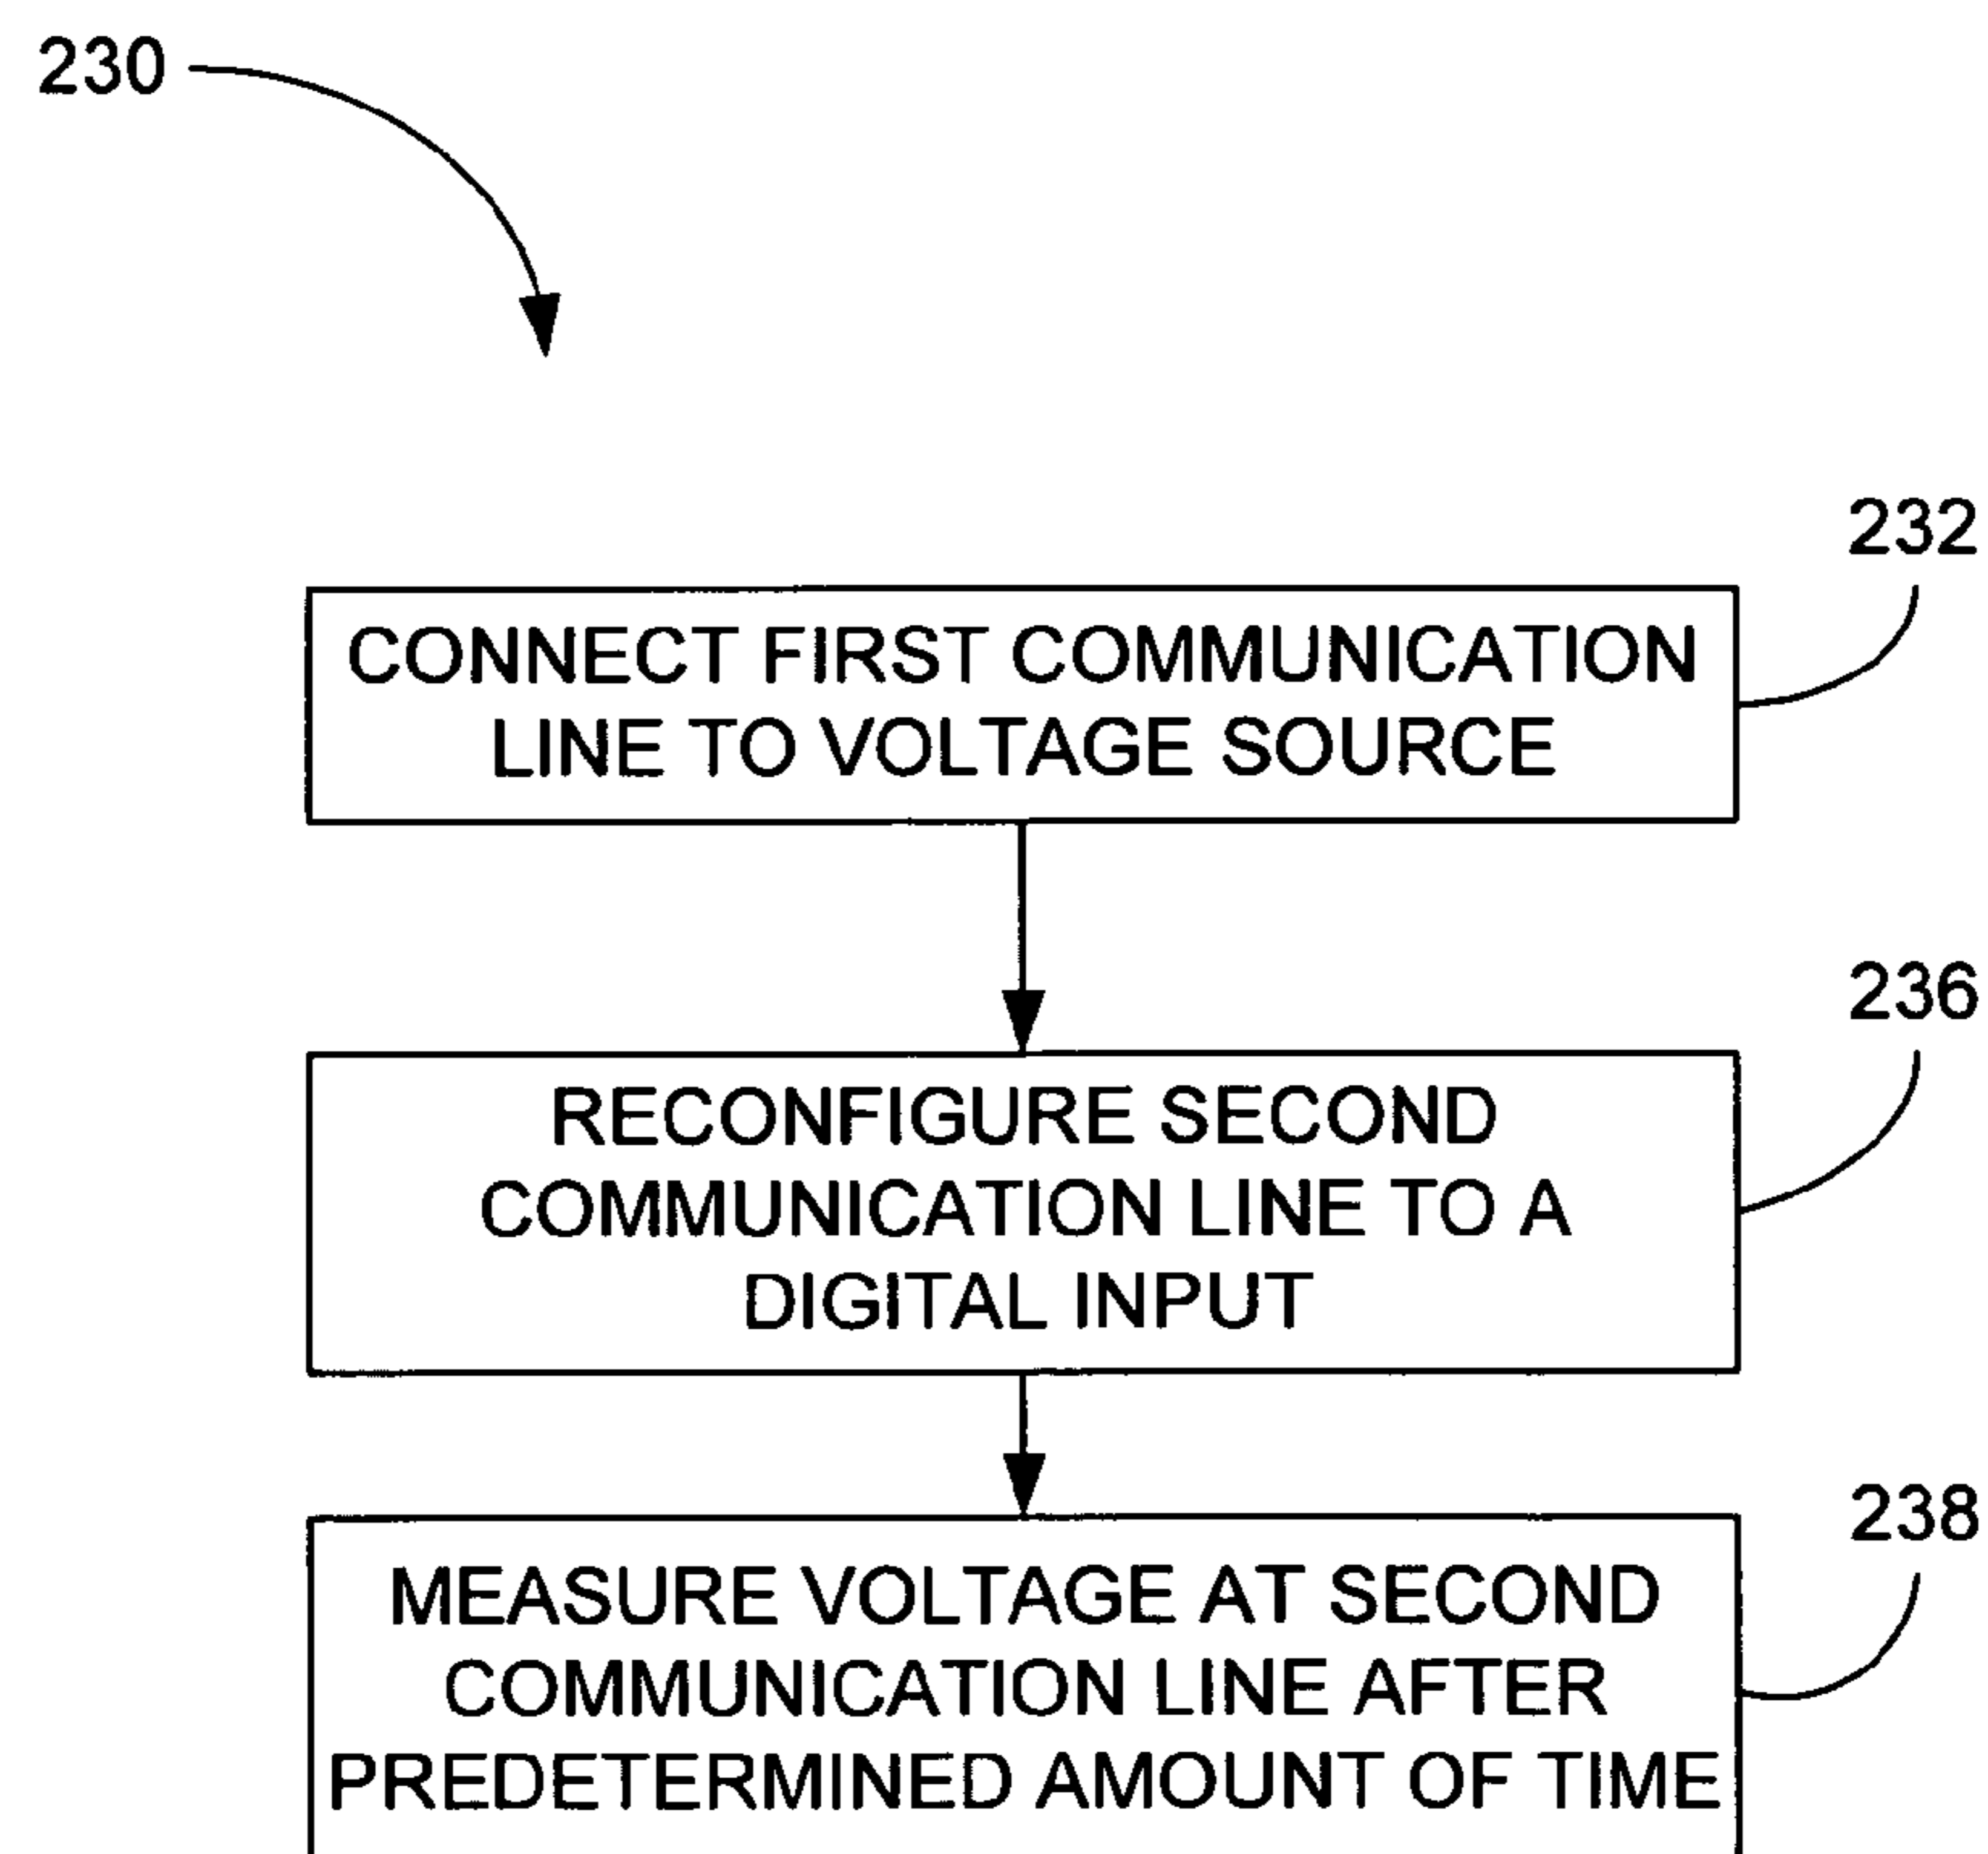 230
232
CONNECT FIRST COMMUNICATION
LINE TO VOLTAGE SOURCE
236
RECONFIGURE SECOND
COMMUNICATION LINE TO A
DIGITAL INPUT
238
MEASURE VOLTAGE AT SECOND
COMMUNICATION LINE AFTER
PREDETERMINED AMOUNT OF TIME